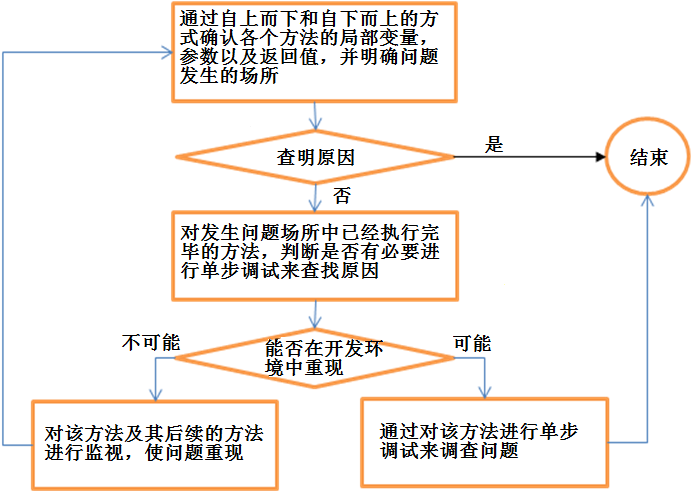 通过自上而下和自下而上的方
式确认各个方法的局部变量，
参数以及返回值，并明确问题
发生的场所
查明原因
是
结束
否
对发生问题场所中已经执行完
毕的方法，判断是否有必要进
行单步调试来查找原因
不可能
能否在开发环
境中重现
可能
对该方法及其后续的方法
进行监视，使问题重现
通过对该方法进行单步
调试来调查问题